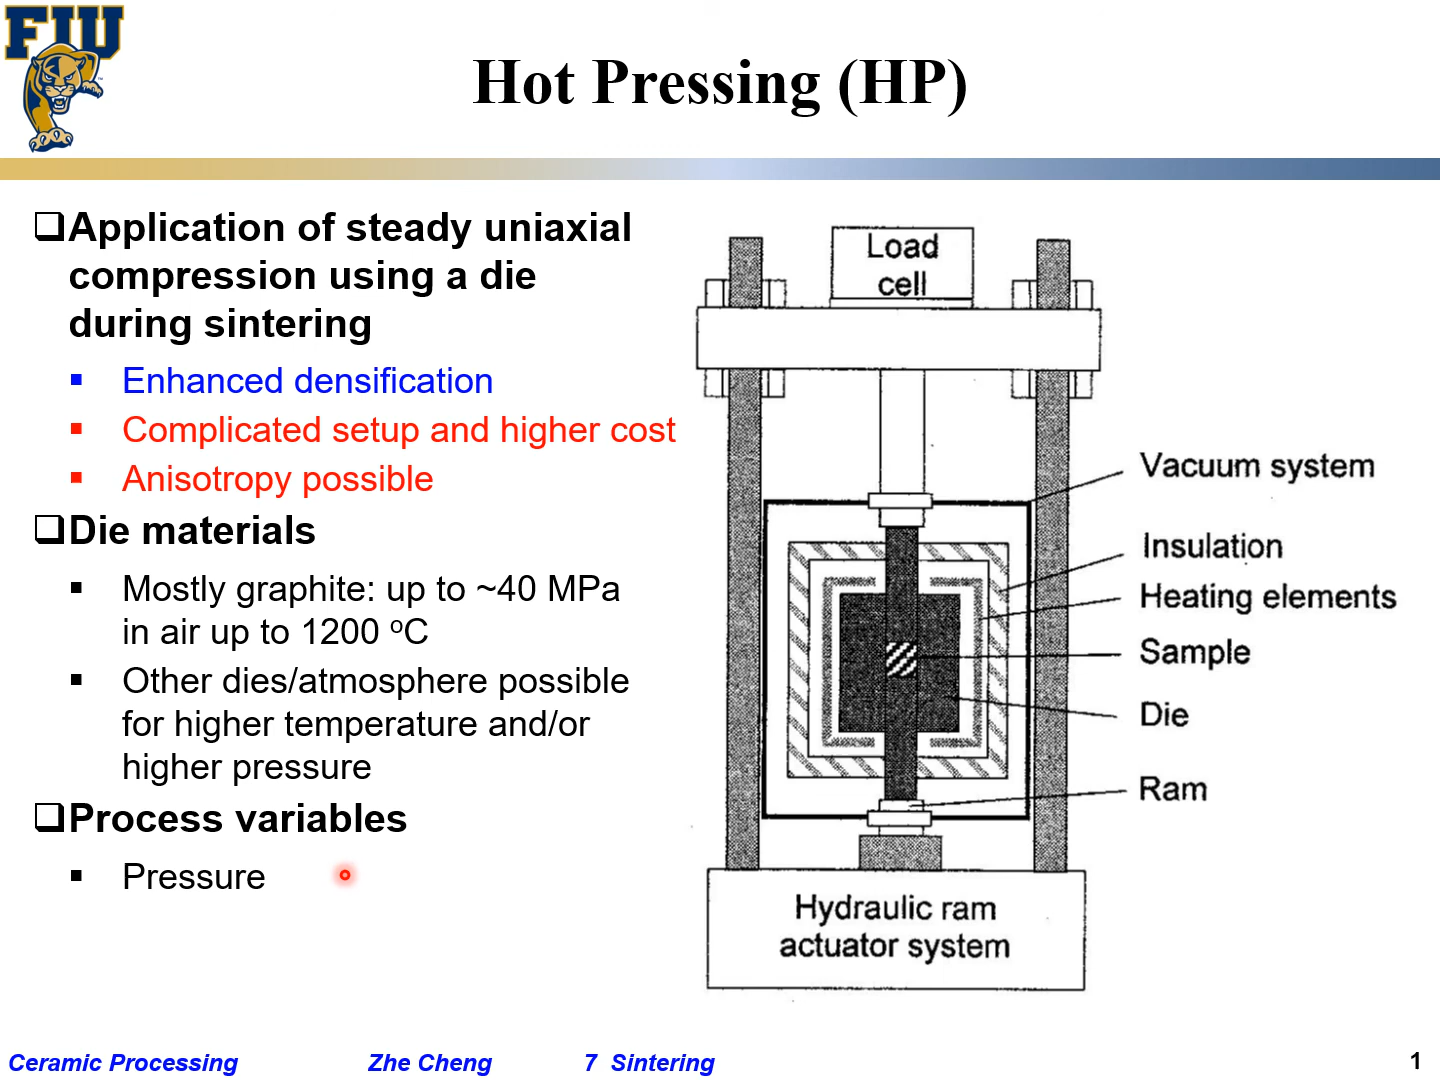 FIU
Hot Pressing (HP)
Application of steady uniaxial
compression using a die
during sintering
Enhanced densification
Complicated setup and higher cost
Anisotropy possible
Die materials
Mostly graphite: up to ~40 MPa
in air up to 1200 ºC
Other dies/atmosphere possible
for higher temperature and/or
higher pressure
Process variables
Pressure
Load
cell
Vacuum system
Insulation
Heating elements
Sample
Die
Ram
Hydraulic ram
actuator system
Ceramic Processing Zhe Cheng 7 Sintering 1